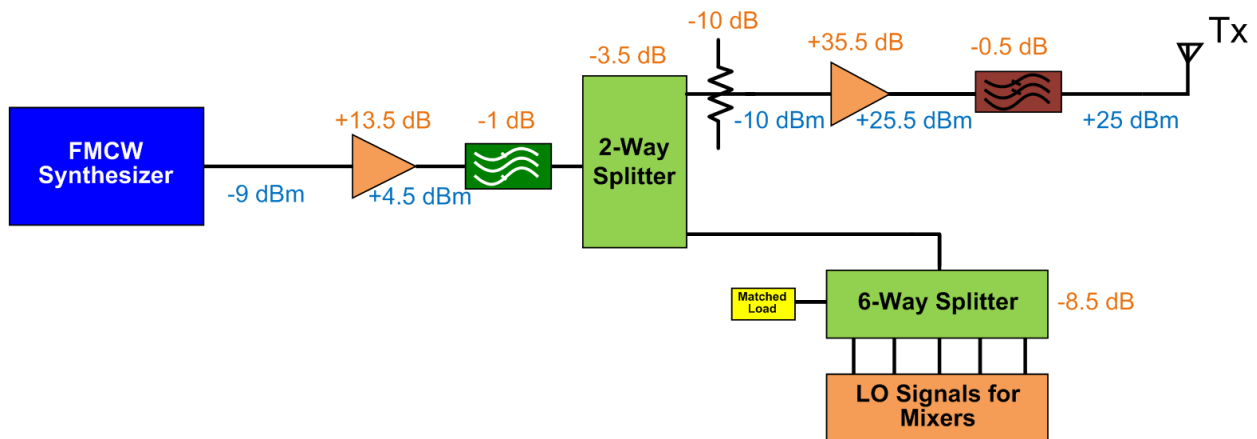 -10 dB
+35.5 dB
-0.5 dB
Tx
-3.5 dB
+13.5 dB
-1 dB
-10 dBm
+25.5 dBm
+25 dBm
FMCW
Synthesizer
2-Way
Splitter
-9 dBm
+4.5 dBm
Matched
Load
6-Way Splitter
-8.5 dB
LO Signals for
Mixers